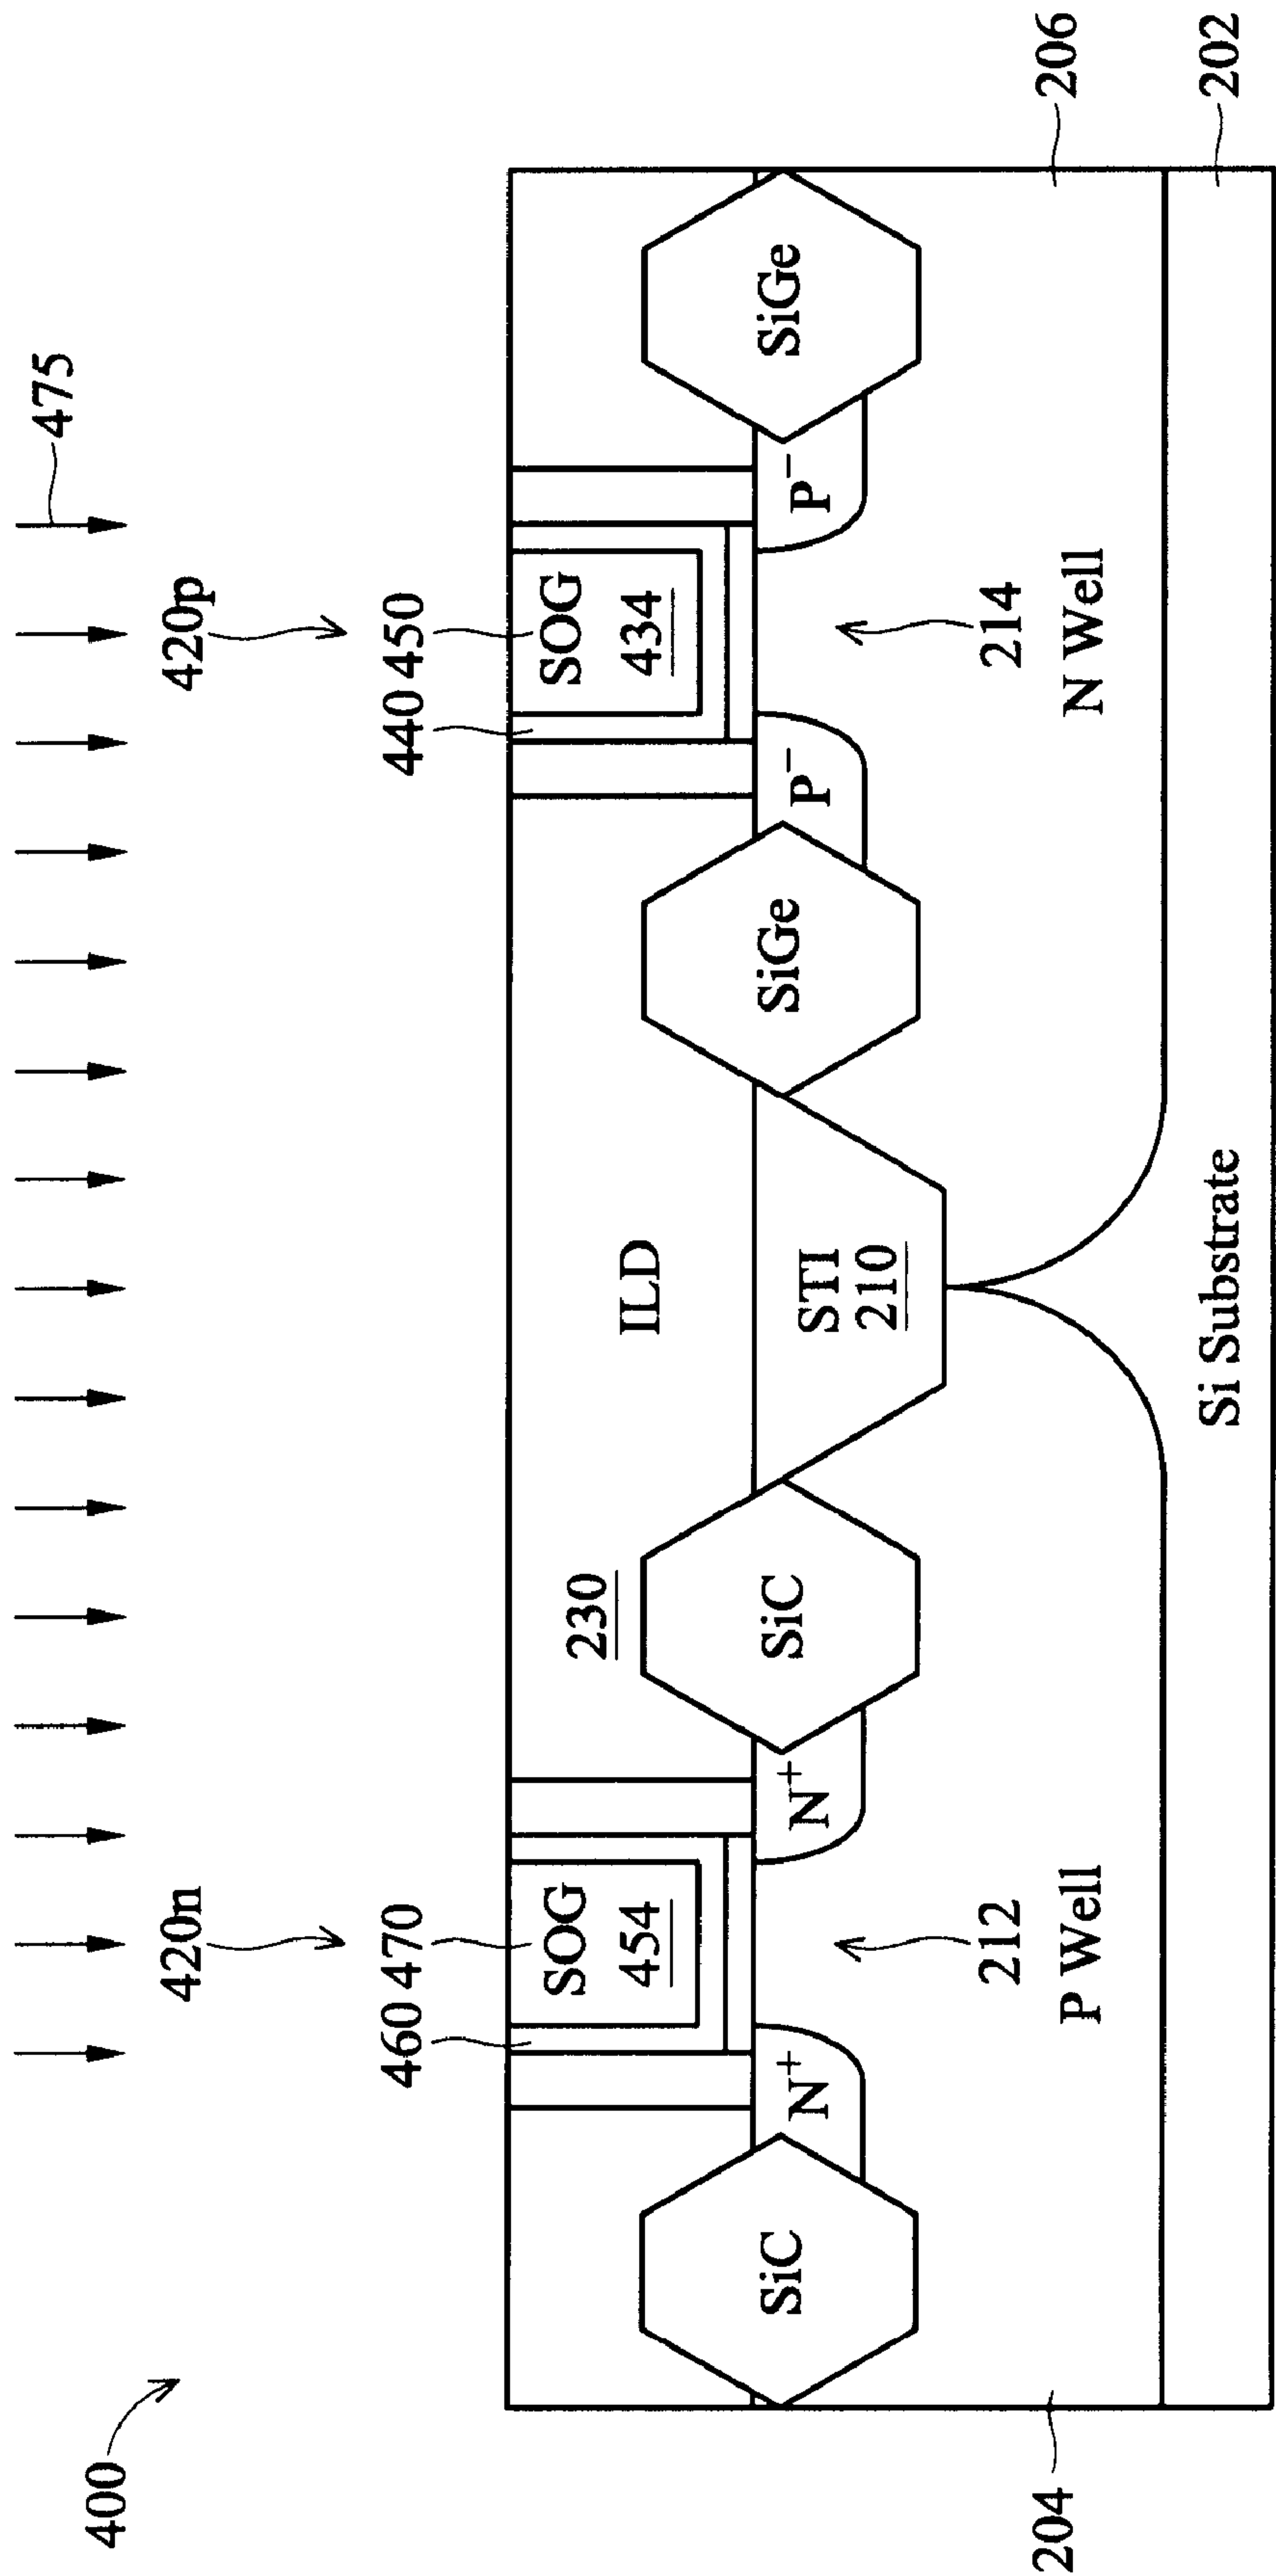 400
475
420n
420p
460 470
440 450
SOG
454
SOG
434
230
ILD
SiC
N+
N+
SiC
STI
210
SiGe
P-
P-
SiGe
212
214
P Well
N Well
204
206
Si Substrate
202